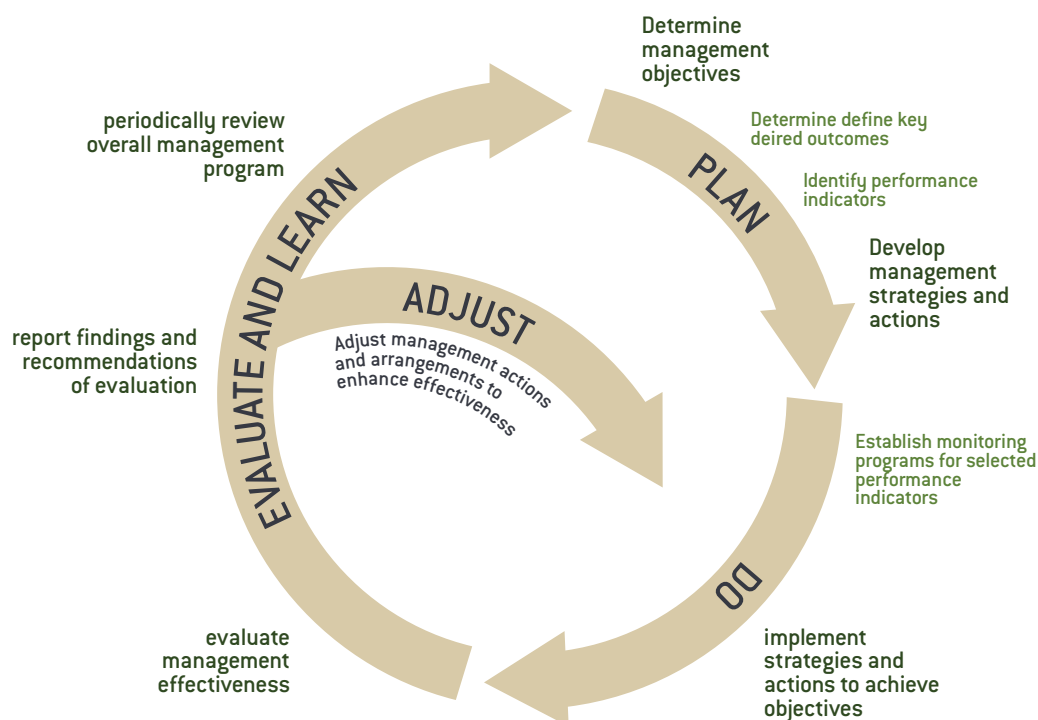 Determine
management
objectives
Determine define key
deired outcomes
Identify performance
indicators
PLAN
Develop
management
strategies and
actions
Establish monitoring
programs for selected
performance
indicators
DO
implement
strategies and
actions to achieve
objectives
evaluate
management
effectiveness
report findings and
recommendations
of evaluation
periodically review
overall management
program
EVALUATE AND LEARN
ADJUST
Adjust management actions
and arrangements to
enhance effectiveness